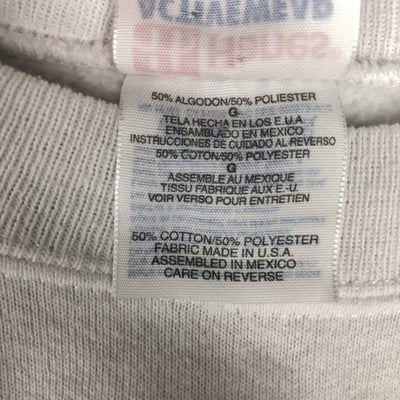 50% ALGODON/50% POLIESTER
G
TELA HECHA EN LOS E.U.A.
ENSAMBLADO EN MEXICO
INSTRUCCIONES DE CUIDADO AL REVERSO
50% COTON/50% POLYESTER
G
ASSEMBLE AU MEXIQUE
TISSU FABRIQUE AUX E.-U.
VOIR VERSO POUR ENTRETIEN
50% COTTON/50% POLYESTER
FABRIC MADE IN U.S.A.
ASSEMBLED IN MEXICO
CARE ON REVERSE